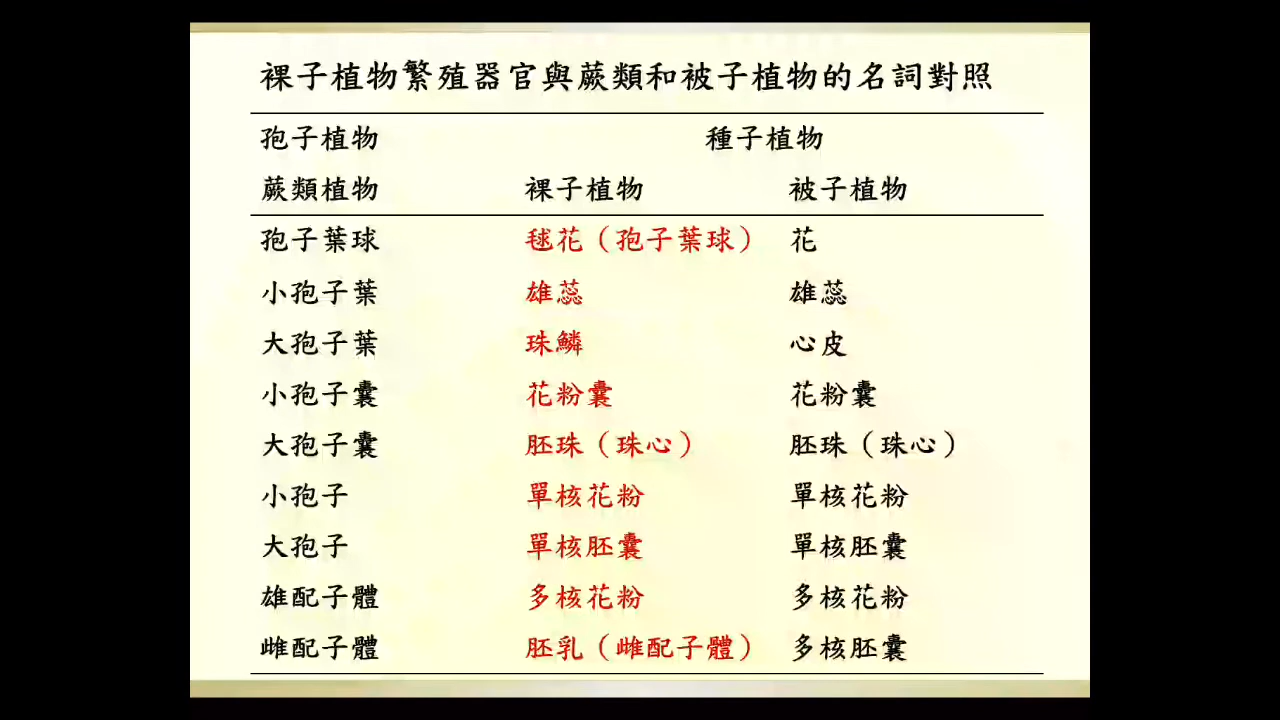 裸子植物繁殖器官與蕨類和被子植物的名詞對照
孢子植物 種子植物
蕨類植物 裸子植物 被子植物
孢子葉球 毬花（孢子葉球） 花
小孢子葉 雄蕊 雄蕊
大孢子葉 珠鱗 心皮
小孢子囊 花粉囊 花粉囊
大孢子囊 胚珠（珠心） 胚珠（珠心）
小孢子 單核花粉 單核花粉
大孢子 單核胚囊 單核胚囊
雄配子體 多核花粉 多核花粉
雌配子體 胚乳（雌配子體） 多核胚囊